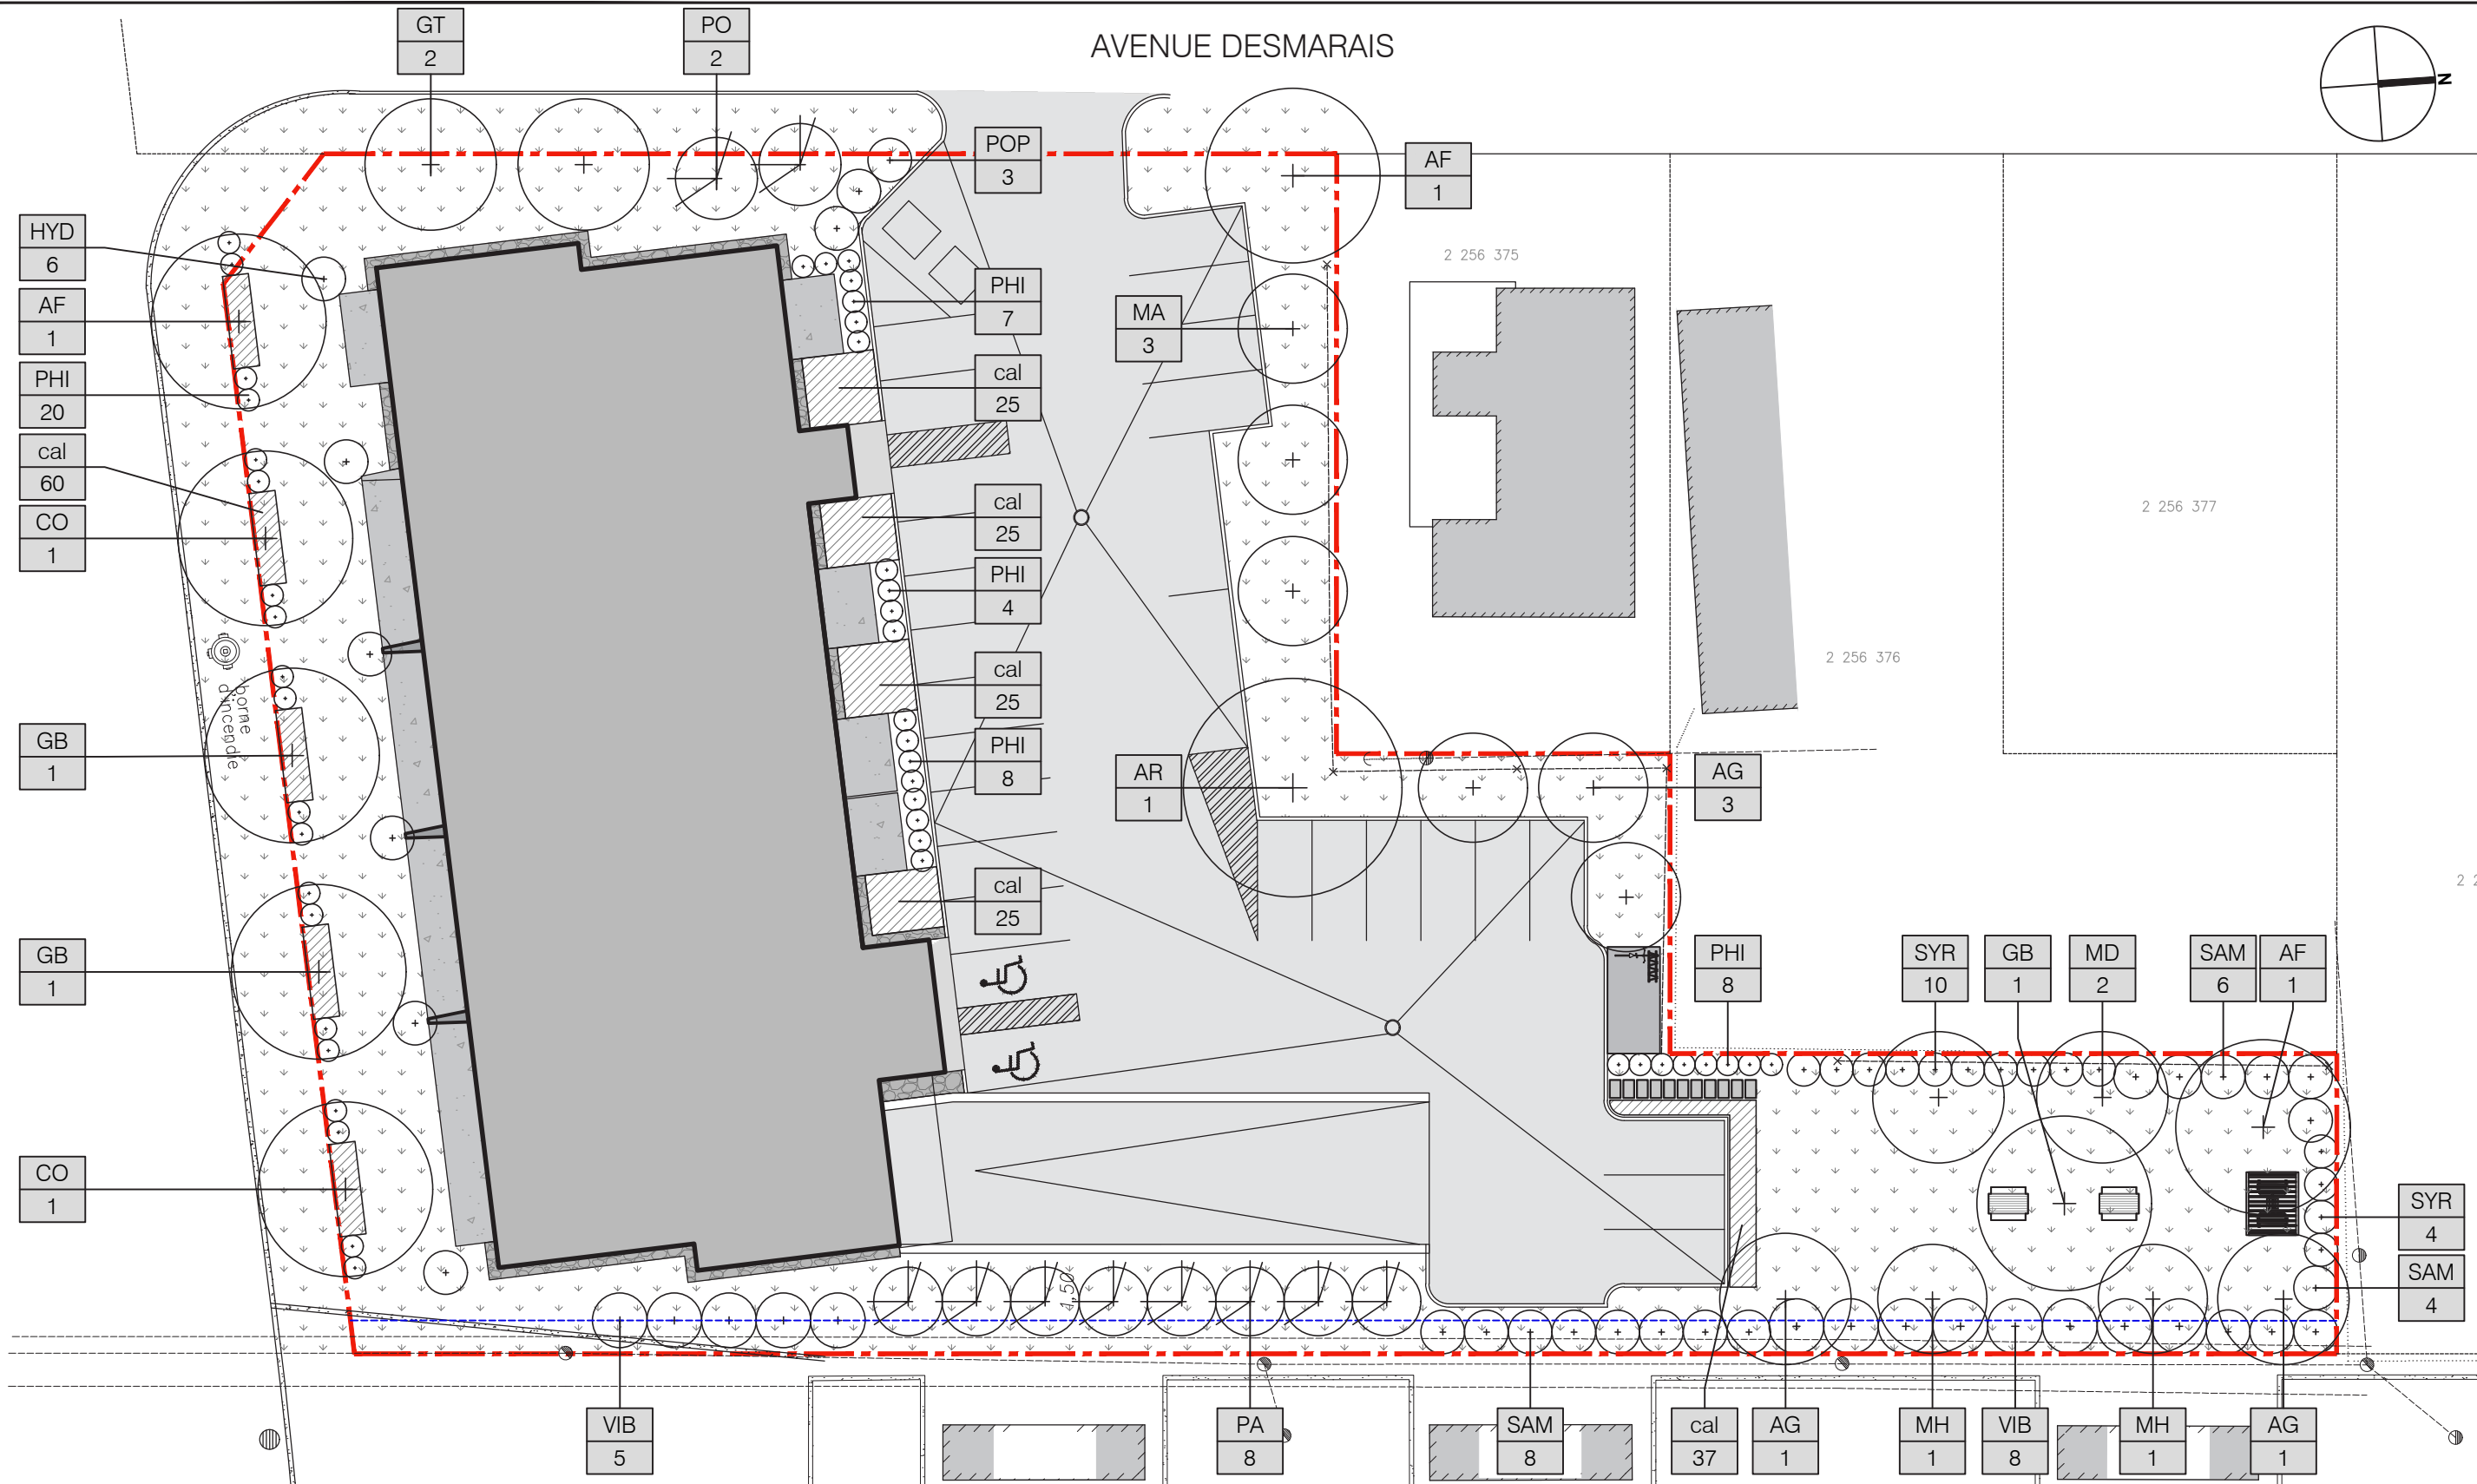 GT
2
PO
2
AVENUE DESMARAIS
N
POP
3
AF
1
HYD
6
AF
1
PHI
20
cal
60
CO
1
GB
1
GB
1
CO
1
PHI
7
cal
25
cal
25
PHI
4
cal
25
PHI
8
cal
25
MA
3
AR
1
AG
3
2 256 375
2 256 377
2 256 376
borne
d'incendie
PHI
8
SYR
10
GB
1
MD
2
SAM
6
AF
1
SYR
4
SAM
4
1,50
VIB
5
PA
8
SAM
8
cal
37
AG
1
MH
1
VIB
8
MH
1
AG
1